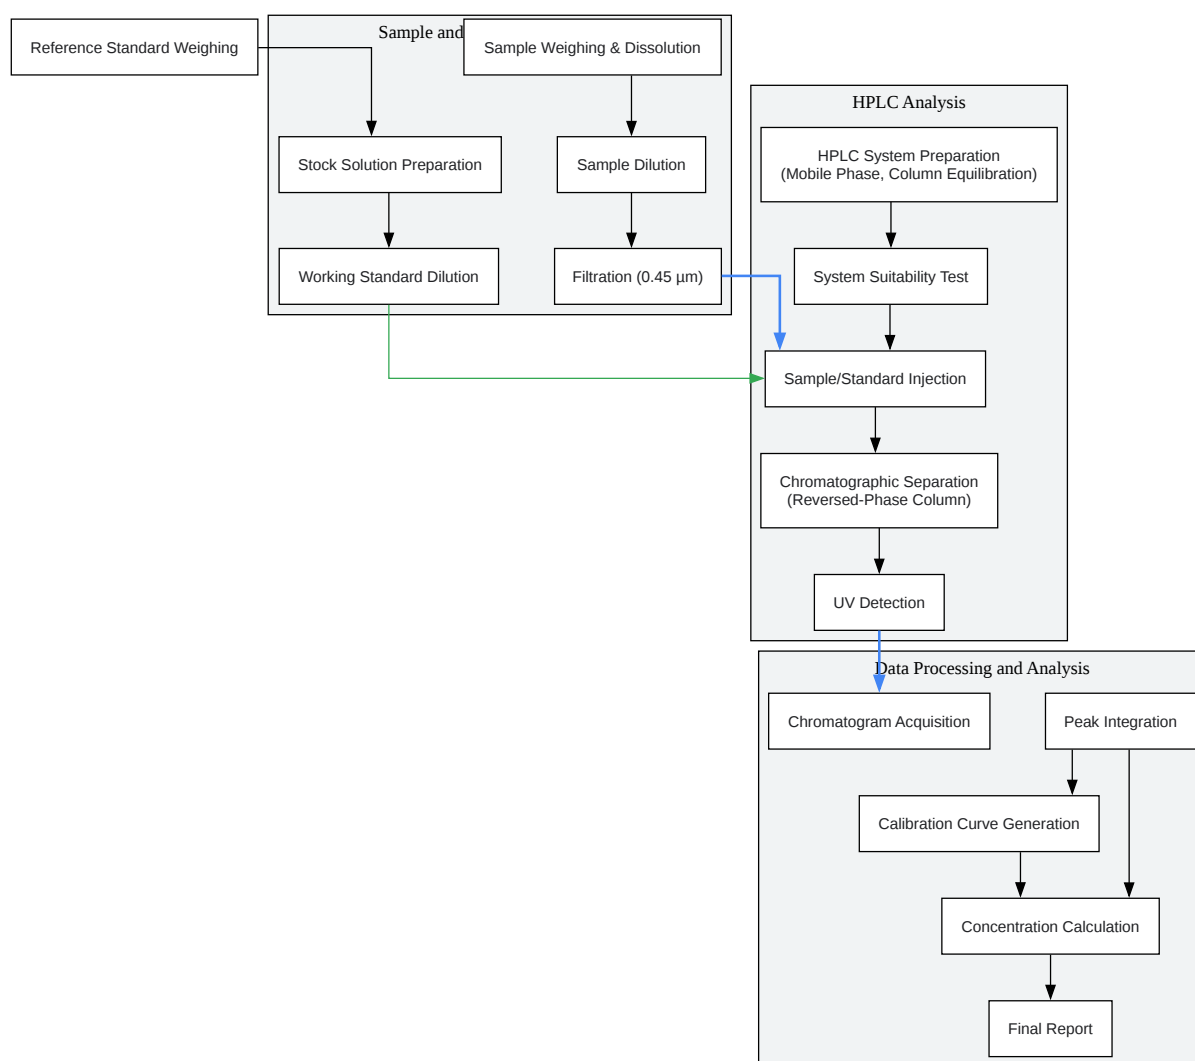 Reference Standard Weighing
Sample and
Sample Weighing & Dissolution
Stock Solution Preparation
Sample Dilution
Working Standard Dilution
Filtration (0.45 µm)
HPLC Analysis
HPLC System Preparation
(Mobile Phase, Column Equilibration)
System Suitability Test
Sample/Standard Injection
Chromatographic Separation
(Reversed-Phase Column)
UV Detection
Data Processing and Analysis
Chromatogram Acquisition
Peak Integration
Calibration Curve Generation
Concentration Calculation
Final Report